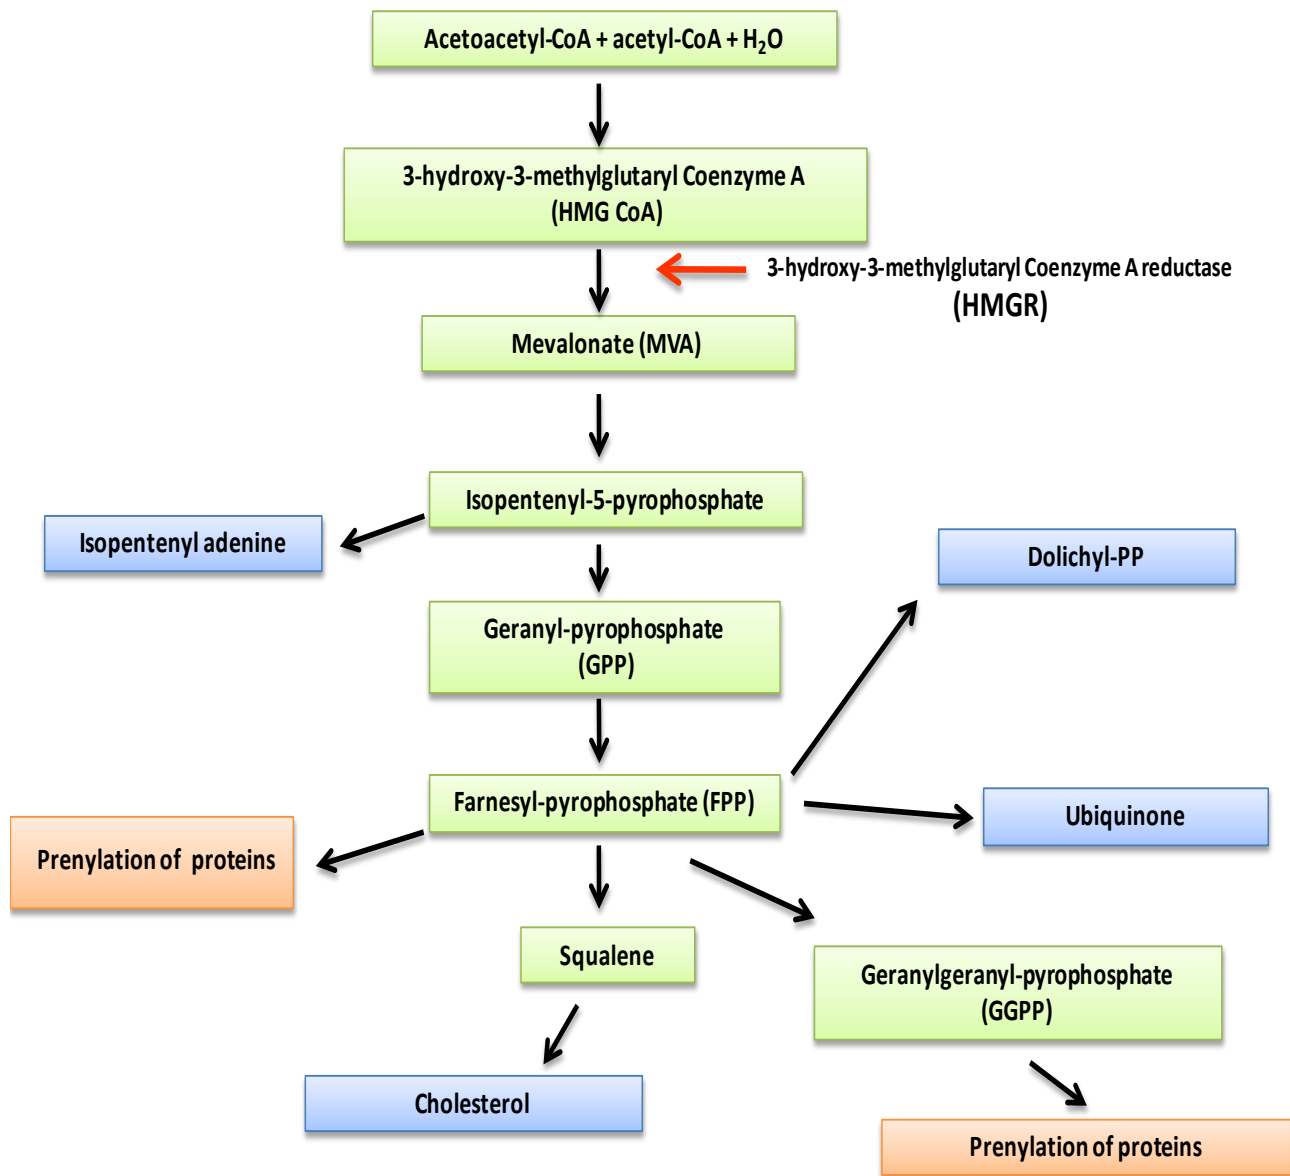 Acetoacetyl-CoA + acetyl-CoA + H₂O
3-hydroxy-3-methylglutaryl Coenzyme A
(HMG CoA)
3-hydroxy-3-methylglutaryl Coenzyme A reductase
(HMGR)
Mevalonate (MVA)
Isopentenyl-5-pyrophosphate
Isopentenyl adenine
Dolichyl-PP
Geranyl-pyrophosphate
(GPP)
Farnesyl-pyrophosphate (FPP)
Ubiquinone
Prenylation of proteins
Squalene
Geranylgeranyl-pyrophosphate
(GGPP)
Cholesterol
Prenylation of proteins